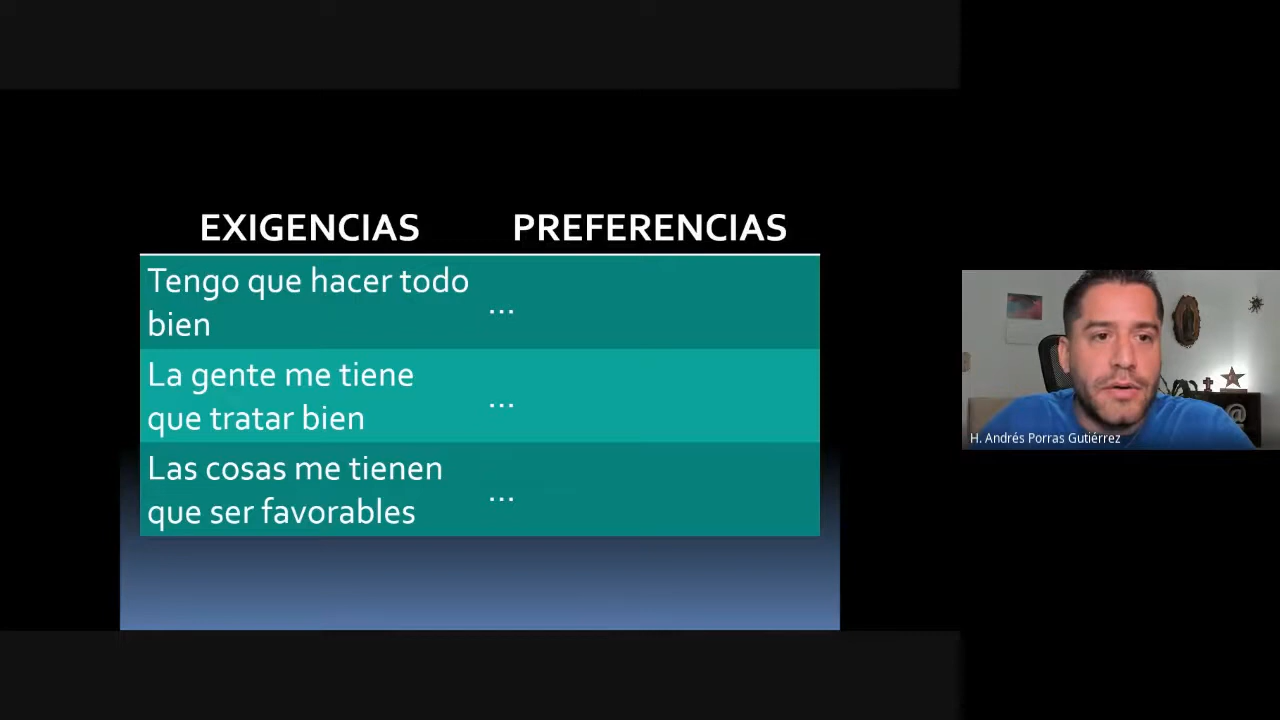 EXIGENCIAS PREFERENCIAS
Tengo que hacer todo
bien
...
La gente me tiene
que tratar bien
...
Las cosas me tienen
que ser favorables
...
H. Andrés Porras Gutiérrez
@